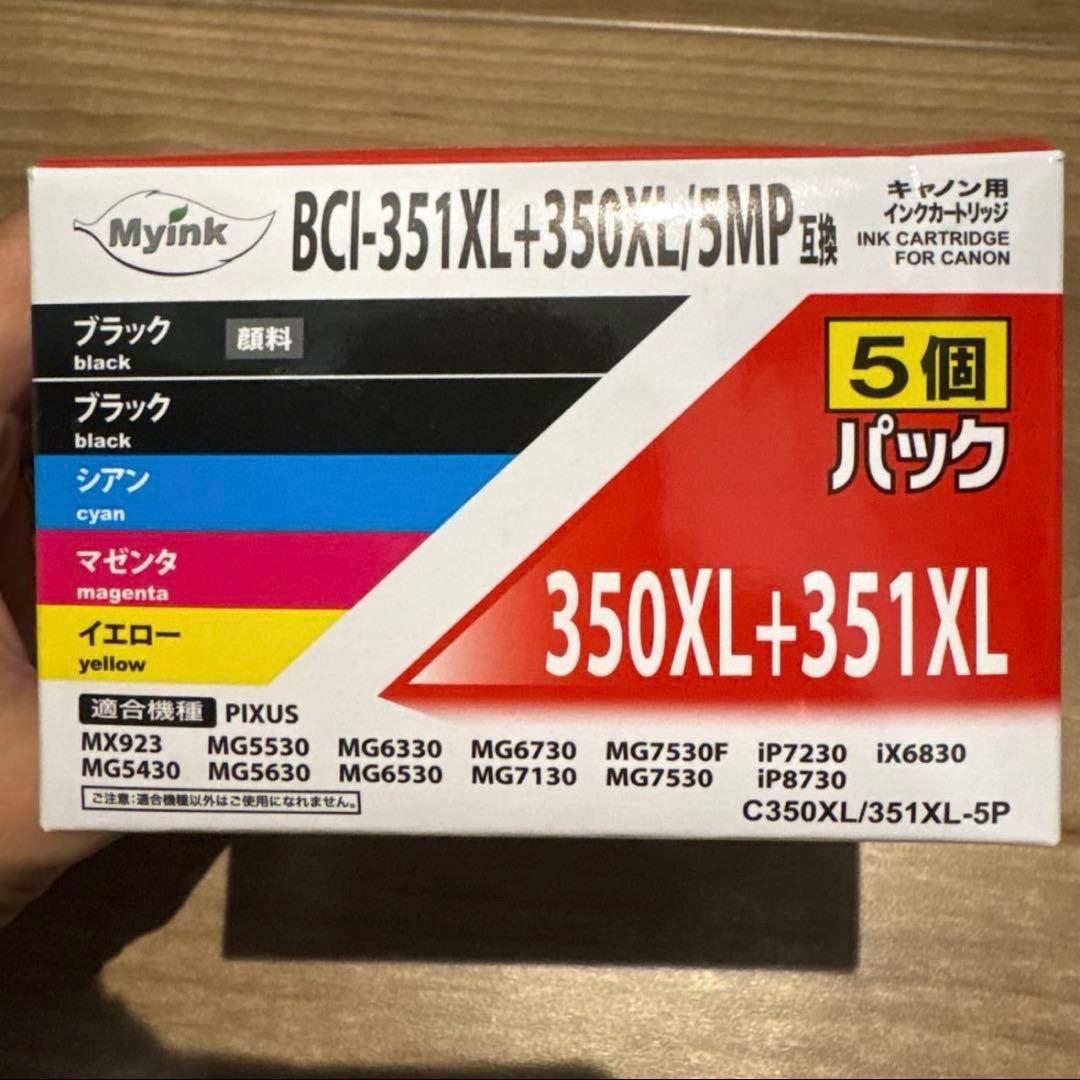 Myink
BCI-351XL+350XL/5MP互換
キヤノン用
インクカートリッジ
INK CARTRIDGE
FOR CANON
ブラック 顔料
black
ブラック
black
シアン
cyan
マゼンタ
magenta
イエロー
yellow
5個
パック
350XL+351XL
適合機種 PIXUS
MX923 MG5530 MG6330 MG6730 MG7530F iP7230 iX6830
MG5430 MG5630 MG6530 MG7130 MG7530 iP8730
ご注意:適合機種以外はご使用になれません。
C350XL/351XL-5P